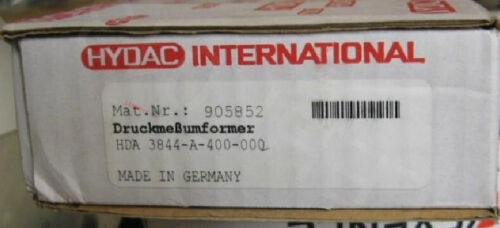 HYDAC INTERNATIONAL
Mat.Nr.: 905852
Druckmeßumformer
HDA 3844-A-400-000
MADE IN GERMANY